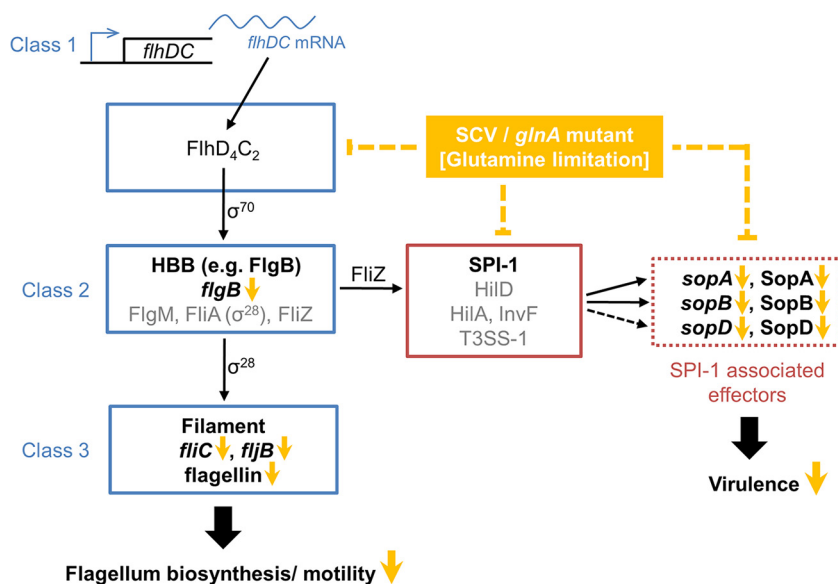 Class 1
flhDC
flhDC mRNA
FlhD₄C₂
SCV / glnA mutant
[Glutamine limitation]
σ⁷⁰
Class 2
HBB (e.g. FlgB)
flgB
FlgM, FliA (σ²⁸), FliZ
FliZ
SPI-1
HilD
HilA, InvF
T3SS-1
sopA, SopA
sopB, SopB
sopD, SopD
SPI-1 associated
effectors
σ²⁸
Class 3
Filament
fliC, fljB
flagellin
Virulence
Flagellum biosynthesis/ motility